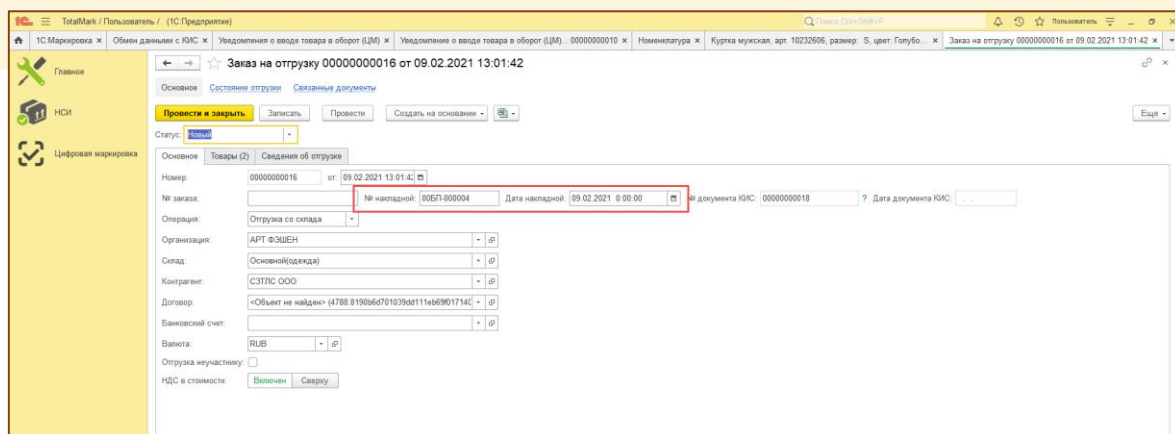 TotalMark / Пользователь / (1С:Предприятие) Поиск Ctrl+Shift+F Пользователь
1С:Маркировка × Обмен данными с КИС × Уведомления о вводе товара в оборот (ЦМ) × Уведомление о вводе товара в оборот (ЦМ)... 00000000010 × Номенклатура × Куртка мужская, арт. 10232606, размер: S, цвет: Голубо... × Заказ на отгрузку 00000000016 от 09.02.2021 13:01:42 ×
Главное
НСИ
Цифровая маркировка
Заказ на отгрузку 00000000016 от 09.02.2021 13:01:42
Основное Состояние отгрузки Связанные документы
Провести и закрыть Записать Провести Создать на основании Еще
Статус: Новый
Основное Товары (2) Сведения об отгрузке
Номер: 00000000016 от: 09.02.2021 13:01:42
№ заказа: № накладной: 00БП-000004 Дата накладной: 09.02.2021 0:00:00 № документа КИС: 00000000018 ? Дата документа КИС: . .
Операция: Отгрузка со склада
Организация: АРТ ФЭШЕН
Склад: Основной(одежда)
Контрагент: СЗТЛС ООО
Договор: <Объект не найден> (4788:8190b6d701039dd111eb69f017140
Банковский счет:
Валюта: RUB
Отгрузка неучастнику:
НДС в стоимости: Включен Сверху